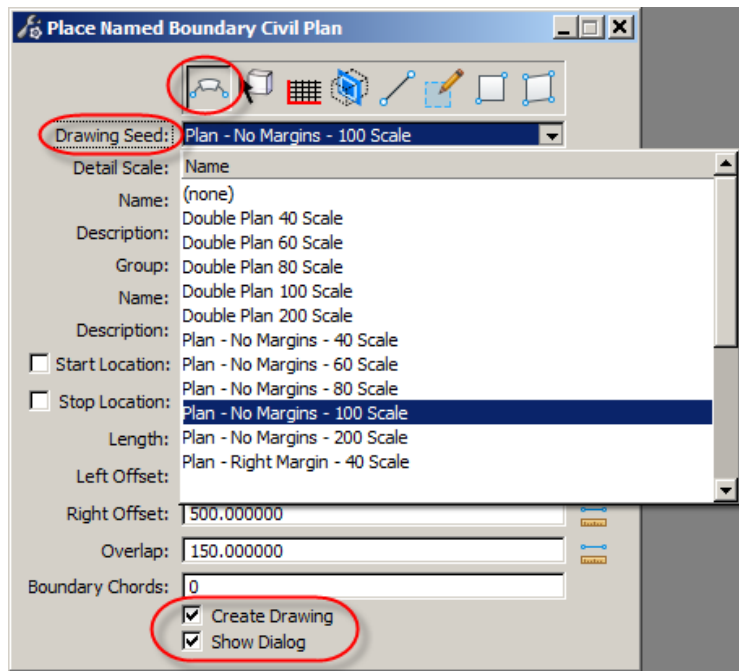 Place Named Boundary Civil Plan
Drawing Seed: Plan - No Margins - 100 Scale
Detail Scale: Name
Name: (none)
Double Plan 40 Scale
Description: Double Plan 60 Scale
Group: Double Plan 80 Scale
Name: Double Plan 100 Scale
Double Plan 200 Scale
Description: Plan - No Margins - 40 Scale
Start Location: Plan - No Margins - 60 Scale
Plan - No Margins - 80 Scale
Stop Location: Plan - No Margins - 100 Scale
Length: Plan - No Margins - 200 Scale
Plan - Right Margin - 40 Scale
Left Offset:
Right Offset: 500.000000
Overlap: 150.000000
Boundary Chords: 0
Create Drawing
Show Dialog